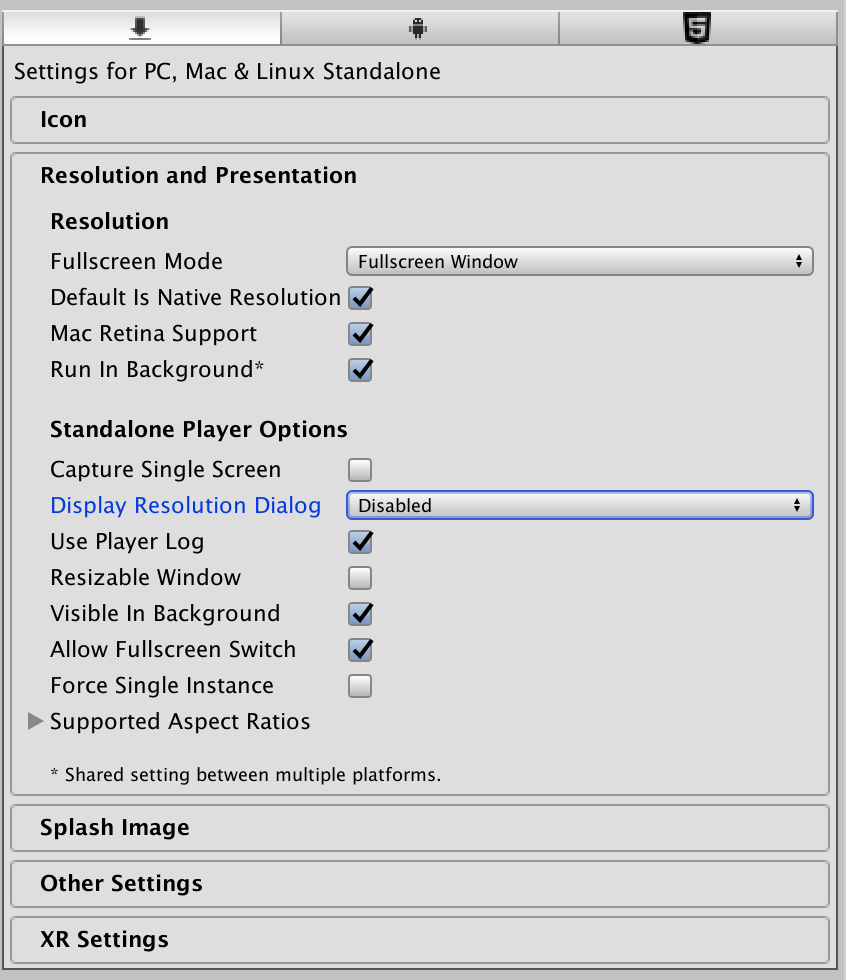 5
Settings for PC, Mac & Linux Standalone
Icon
Resolution and Presentation
Resolution
Fullscreen Mode Fullscreen Window
Default Is Native Resolution
Mac Retina Support
Run In Background*
Standalone Player Options
Capture Single Screen
Display Resolution Dialog Disabled
Use Player Log
Resizable Window
Visible In Background
Allow Fullscreen Switch
Force Single Instance
Supported Aspect Ratios
* Shared setting between multiple platforms.
Splash Image
Other Settings
XR Settings